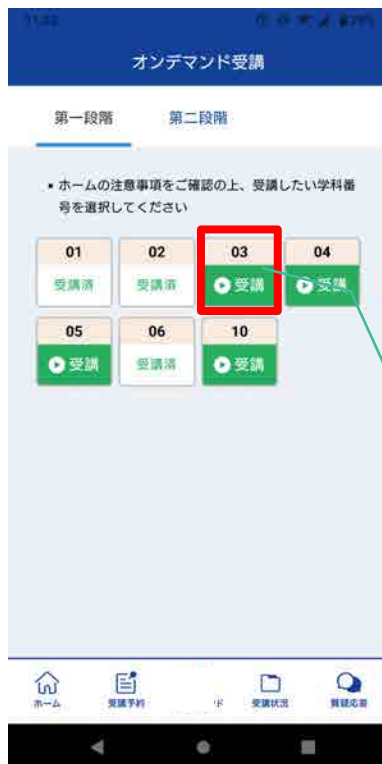 オンデマンド受講
第一段階 第二段階
• ホームの注意事項をご確認の上、受講したい学科番
号を選択してください
01 02 03 04
受講済 受講済 受講 受講
05 06 10
受講 受講済 受講
ホーム 受講予約 ド 受講状況 質疑応答